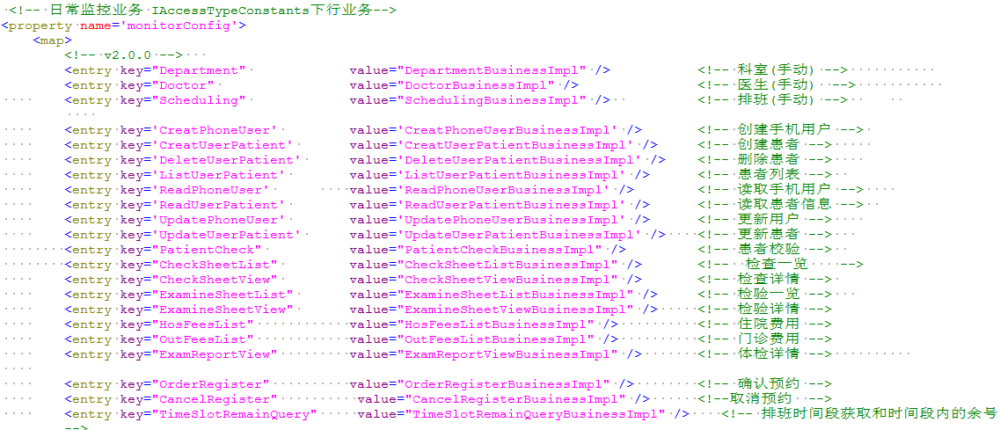 <!-- 日常监控业务 IAccessTypeConstants下行业务-->
<property name='monitorConfig'>
<map>
<!-- v2.0.0 -->
<entry key="Department" value="DepartmentBusinessImpl" /> <!-- 科室(手动) -->
<entry key="Doctor" value="DoctorBusinessImpl" /> <!-- 医生(手动) -->
<entry key="Scheduling" value="SchedulingBusinessImpl" /> <!-- 排班(手动) -->
<entry key='CreatPhoneUser' value='CreatPhoneUserBusinessImpl' /> <!-- 创建手机用户 -->
<entry key='CreatUserPatient' value='CreatUserPatientBusinessImpl' /> <!-- 创建患者 -->
<entry key='DeleteUserPatient' value='DeleteUserPatientBusinessImpl' /> <!-- 删除患者 -->
<entry key='ListUserPatient' value='ListUserPatientBusinessImpl' /> <!-- 患者列表 -->
<entry key='ReadPhoneUser' value='ReadPhoneUserBusinessImpl' /> <!-- 读取手机用户 -->
<entry key='ReadUserPatient' value='ReadUserPatientBusinessImpl' /> <!-- 读取患者信息 -->
<entry key='UpdatePhoneUser' value='UpdatePhoneUserBusinessImpl' /> <!-- 更新用户 -->
<entry key='UpdateUserPatient' value='UpdateUserPatientBusinessImpl' /> <!-- 更新患者 -->
<entry key="PatientCheck" value="PatientCheckBusinessImpl" /> <!-- 患者校验 -->
<entry key="CheckSheetList" value="CheckSheetListBusinessImpl" /> <!-- 检查一览 -->
<entry key="CheckSheetView" value="CheckSheetViewBusinessImpl" /> <!-- 检查详情 -->
<entry key="ExamineSheetList" value="ExamineSheetListBusinessImpl" /> <!-- 检验一览 -->
<entry key="ExamineSheetView" value="ExamineSheetViewBusinessImpl" /> <!-- 检验详情 -->
<entry key="HosFeesList" value="HosFeesListBusinessImpl" /> <!-- 住院费用 -->
<entry key="OutFeesList" value="OutFeesListBusinessImpl" /> <!-- 门诊费用 -->
<entry key="ExamReportView" value="ExamReportViewBusinessImpl" /> <!-- 体检详情 -->
<entry key="OrderRegister" value="OrderRegisterBusinessImpl" /> <!-- 确认预约 -->
<entry key="CancelRegister" value="CancelRegisterBusinessImpl" /> <!--取消预约 -->
<entry key="TimeSlotRemainQuery" value="TimeSlotRemainQueryBusinessImpl" /> <!-- 排班时间段获取和时间段内的余号
-->